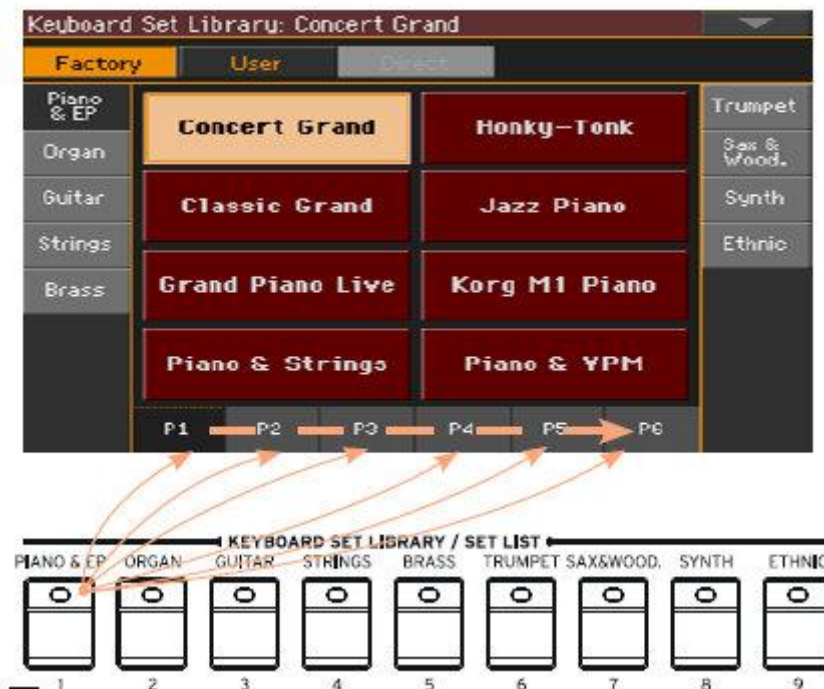 Keyboard Set Library: Concert Grand
Factory User Direct
Piano & EP
Organ
Guitar
Strings
Brass
Concert Grand Honky-Tonk
Classic Grand Jazz Piano
Grand Piano Live Korg M1 Piano
Piano & Strings Piano & VPM
Trumpet
Sax & Wood.
Synth
Ethnic
P1 P2 P3 P4 P5 P6
KEYBOARD SET LIBRARY / SET LIST
PIANO & EP ORGAN GUITAR STRINGS BRASS TRUMPET SAX&WOOD. SYNTH ETHNIC
1 2 3 4 5 6 7 8 9